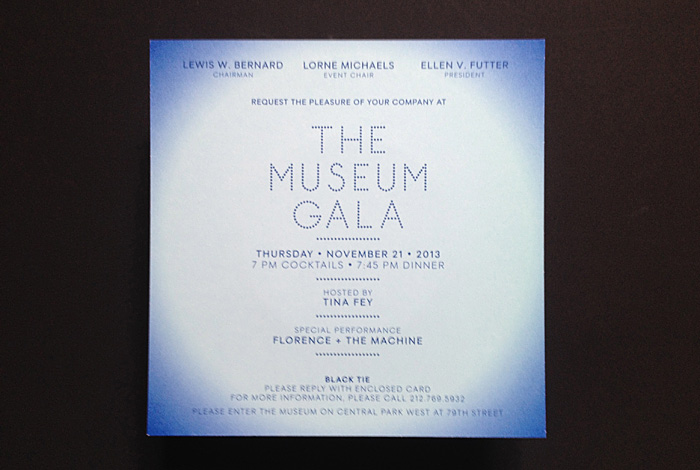 LEWIS W. BERNARD LORNE MICHAELS ELLEN V. FUTTER
CHAIRMAN EVENT CHAIR PRESIDENT
REQUEST THE PLEASURE OF YOUR COMPANY AT
THE
MUSEUM
GALA
THURSDAY • NOVEMBER 21 • 2013
7 PM COCKTAILS • 7:45 PM DINNER
HOSTED BY
TINA FEY
SPECIAL PERFORMANCE
FLORENCE + THE MACHINE
BLACK TIE
PLEASE REPLY WITH ENCLOSED CARD
FOR MORE INFORMATION, PLEASE CALL 212.769.5932
PLEASE ENTER THE MUSEUM ON CENTRAL PARK WEST AT 79TH STREET